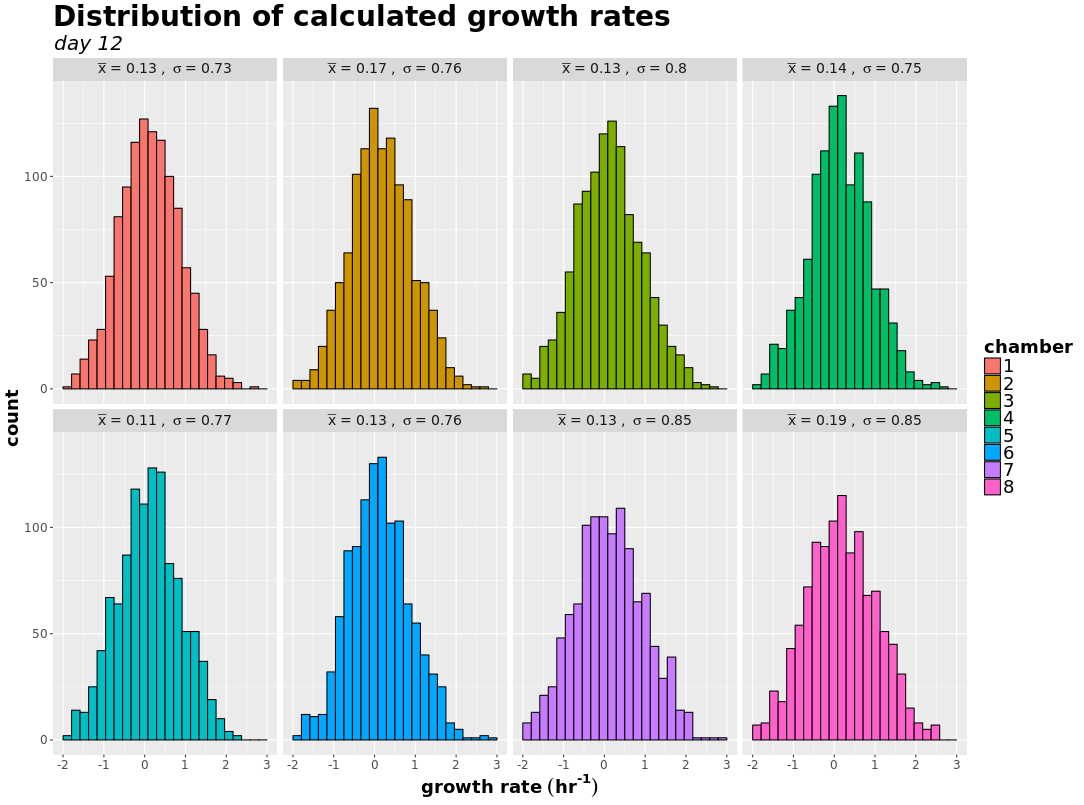 Distribution of calculated growth rates
day 12
x̅ = 0.13 , σ = 0.73
x̅ = 0.17 , σ = 0.76
x̅ = 0.13 , σ = 0.8
x̅ = 0.14 , σ = 0.75
100
50
0
x̅ = 0.11 , σ = 0.77
x̅ = 0.13 , σ = 0.76
x̅ = 0.13 , σ = 0.85
x̅ = 0.19 , σ = 0.85
100
50
0
-2 -1 0 1 2 3
-2 -1 0 1 2 3
-2 -1 0 1 2 3
-2 -1 0 1 2 3
count
growth rate (hr⁻¹)
chamber
1
2
3
4
5
6
7
8